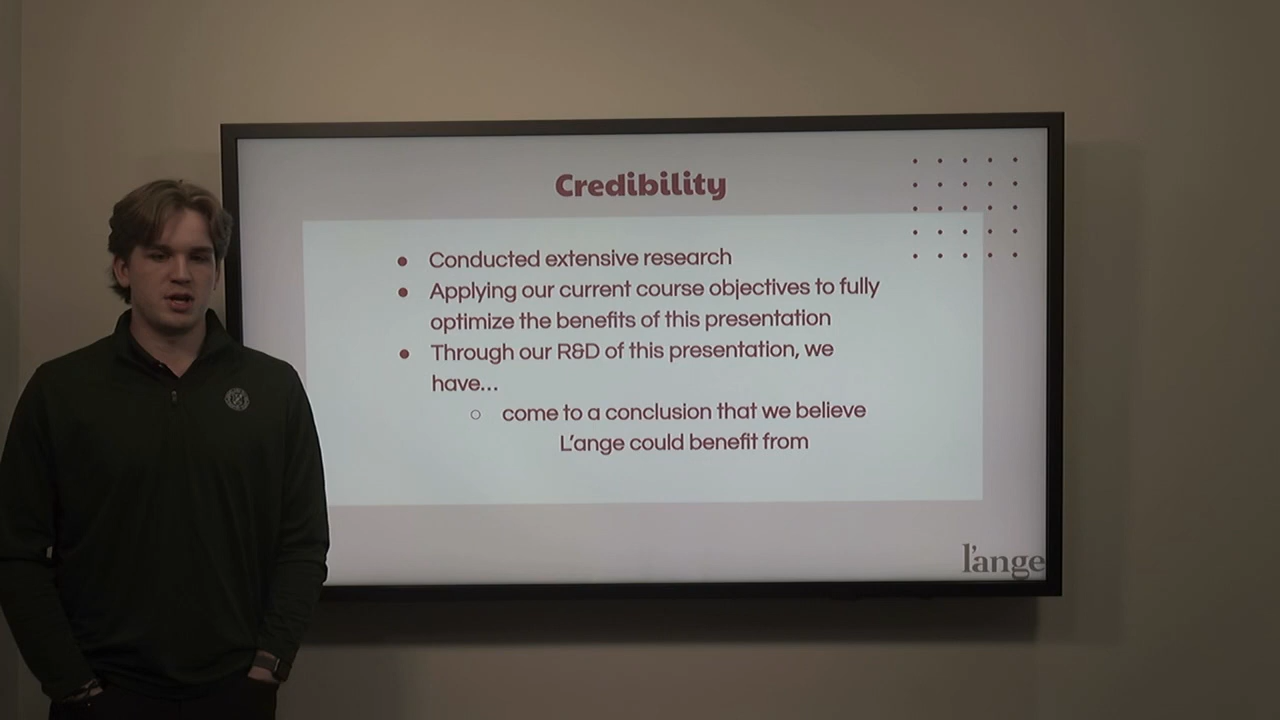 Credibility
● Conducted extensive research
● Applying our current course objectives to fully
optimize the benefits of this presentation
● Through our R&D of this presentation, we
have...
○ come to a conclusion that we believe
L'ange could benefit from
l'ange